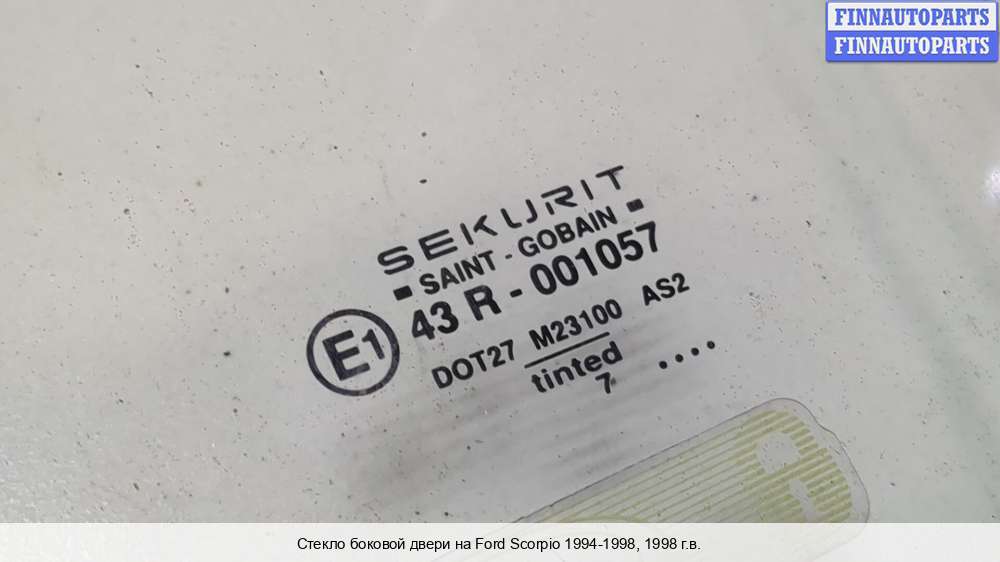 FINNAUTOPARTS
FINNAUTOPARTS
SEKURIT
SAINT - GOBAIN
E1
43 R - 001057
DOT27 M23100 AS2
tinted
7 ....
Стекло боковой двери на Ford Scorpio 1994-1998, 1998 г.в.